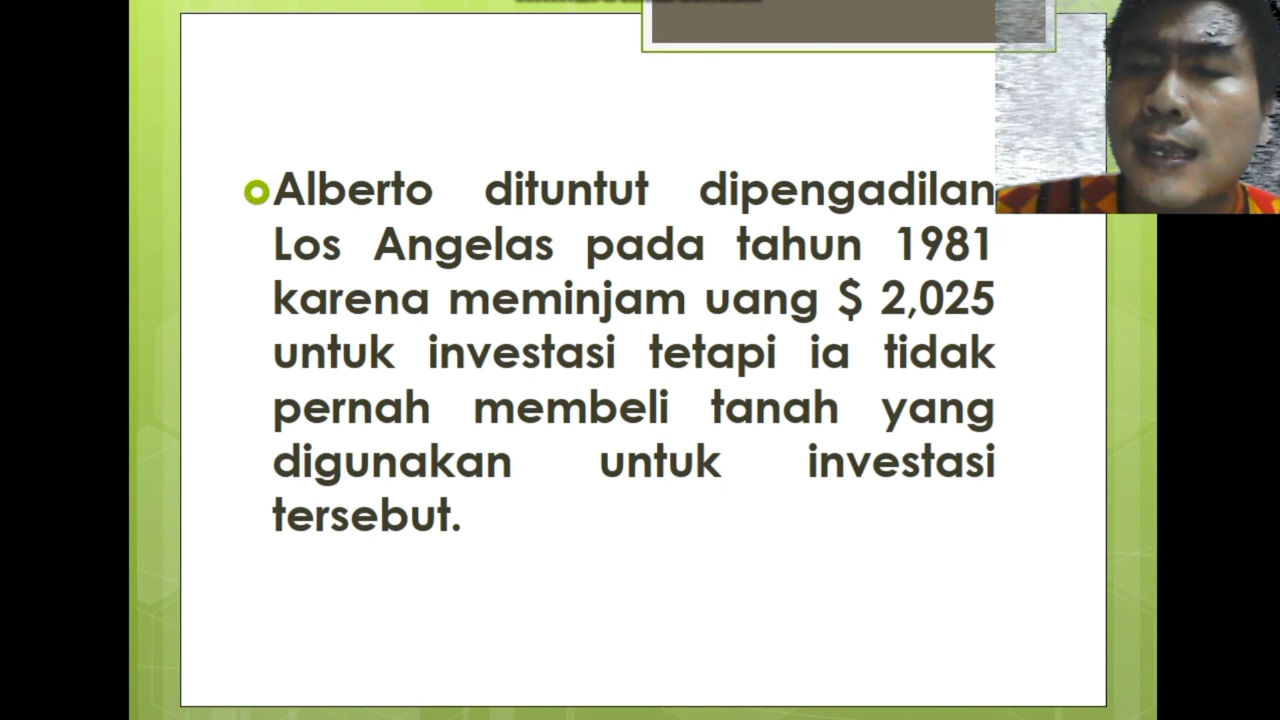 Alberto dituntut dipengadilan
Los Angelas pada tahun 1981
karena meminjam uang $ 2,025
untuk investasi tetapi ia tidak
pernah membeli tanah yang
digunakan untuk investasi
tersebut.